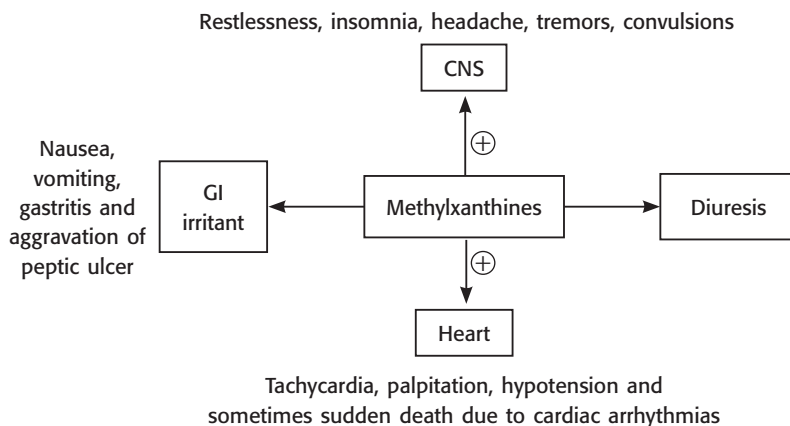 Restlessness, insomnia, headache, tremors, convulsions
CNS
⊕
Nausea,
vomiting,
gastritis and
aggravation of
peptic ulcer
GI
irritant
Methylxanthines
Diuresis
⊕
Heart
Tachycardia, palpitation, hypotension and
sometimes sudden death due to cardiac arrhythmias